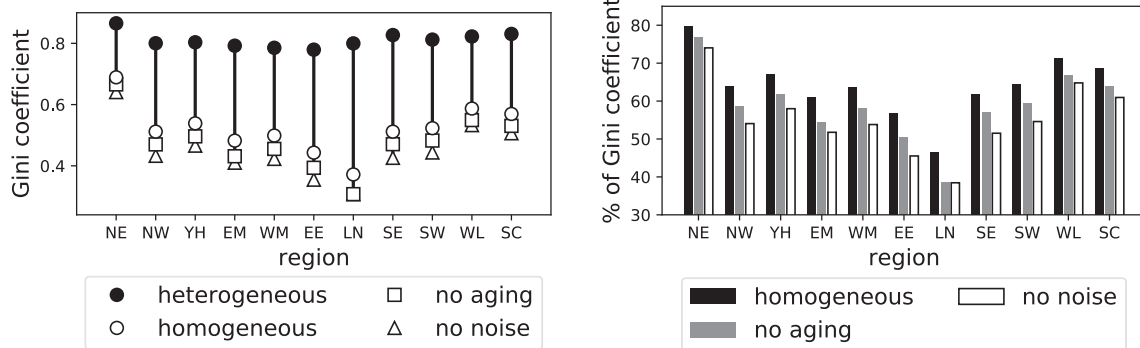 Gini coefficient
0.8
0.6
0.4
NE NW YH EM WM EE LN SE SW WL SC
region
heterogeneous
homogeneous
no aging
no noise
% of Gini coefficient
80
70
60
50
40
30
NE NW YH EM WM EE LN SE SW WL SC
region
homogeneous
no aging
no noise